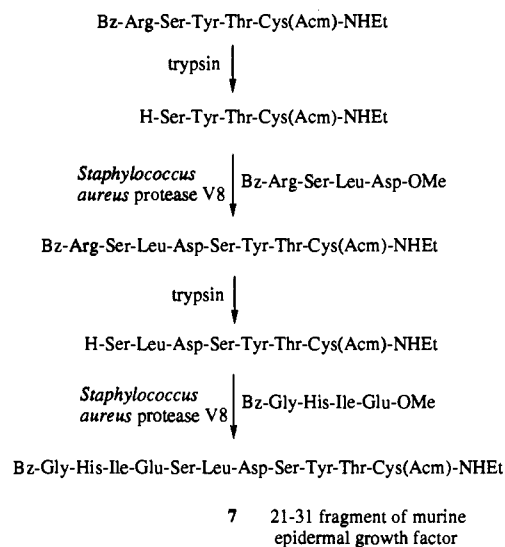 Bz-Arg-Ser-Tyr-Thr-Cys(Acm)-NHEt
trypsin
H-Ser-Tyr-Thr-Cys(Acm)-NHEt
Staphylococcus
aureus protease V8
Bz-Arg-Ser-Leu-Asp-OMe
Bz-Arg-Ser-Leu-Asp-Ser-Tyr-Thr-Cys(Acm)-NHEt
trypsin
H-Ser-Leu-Asp-Ser-Tyr-Thr-Cys(Acm)-NHEt
Staphylococcus
aureus protease V8
Bz-Gly-His-Ile-Glu-OMe
Bz-Gly-His-Ile-Glu-Ser-Leu-Asp-Ser-Tyr-Thr-Cys(Acm)-NHEt
7 21-31 fragment of murine
epidermal growth factor